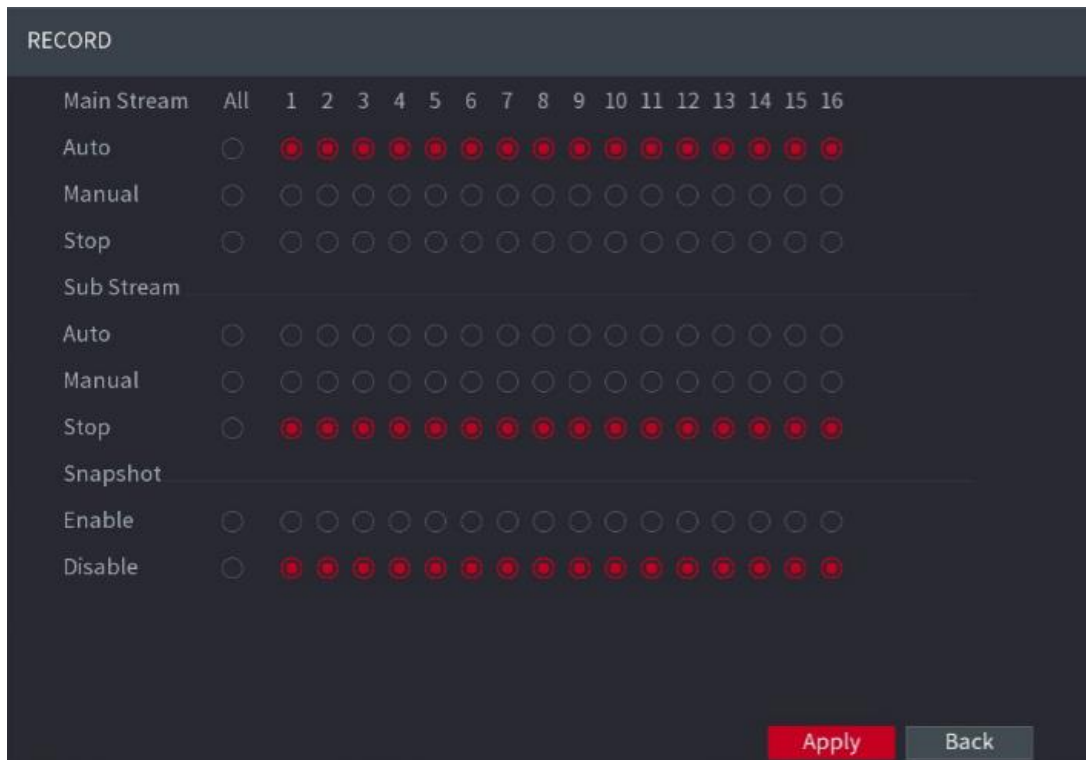 RECORD
Main Stream All 1 2 3 4 5 6 7 8 9 10 11 12 13 14 15 16
Auto
Manual
Stop
Sub Stream
Auto
Manual
Stop
Snapshot
Enable
Disable
Apply Back